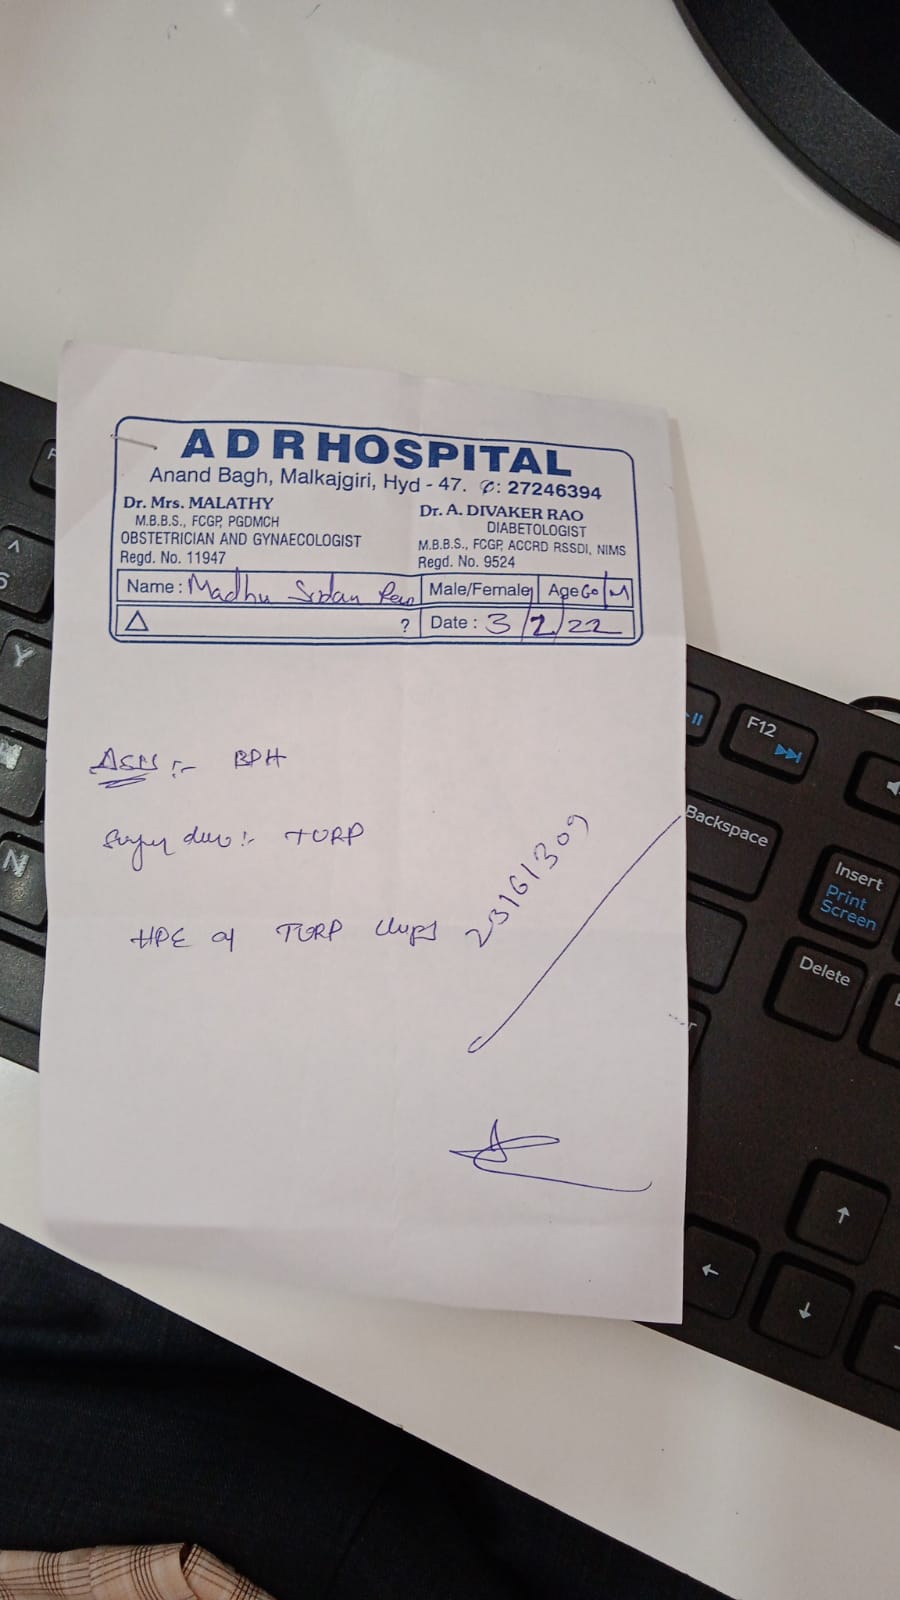 A D R HOSPITAL
Anand Bagh, Malkajgiri, Hyd - 47. ✆: 27246394
Dr. Mrs. MALATHY
M.B.B.S., FCGP, PGDMCH
OBSTETRICIAN AND GYNAECOLOGIST
Regd. No. 11947
Dr. A. DIVAKER RAO
DIABETOLOGIST
M.B.B.S., FCGP, ACCRD RSSDI, NIMS
Regd. No. 9524
Name: Madhu Sudan Rao Male/Female Age 60/M
△ ? Date: 3/2/22
:- BPH
:- TURP
HPE of TURP chips
23161309
F12
Backspace
Insert
Print
Screen
Delete
6
Y
N